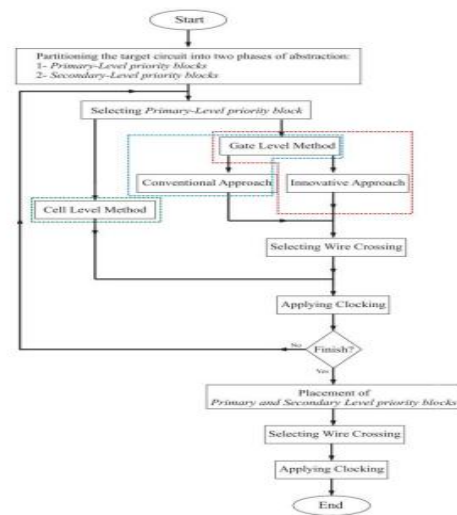 Start
Partitioning the target circuit into two phases of abstraction:
1- Primary-Level priority blocks
2- Secondary-Level priority blocks
Selecting Primary-Level priority block
Gate Level Method
Conventional Approach
Innovative Approach
Cell Level Method
Selecting Wire Crossing
Applying Clocking
No
Finish?
Yes
Placement of
Primary and Secondary Level priority blocks
Selecting Wire Crossing
Applying Clocking
End